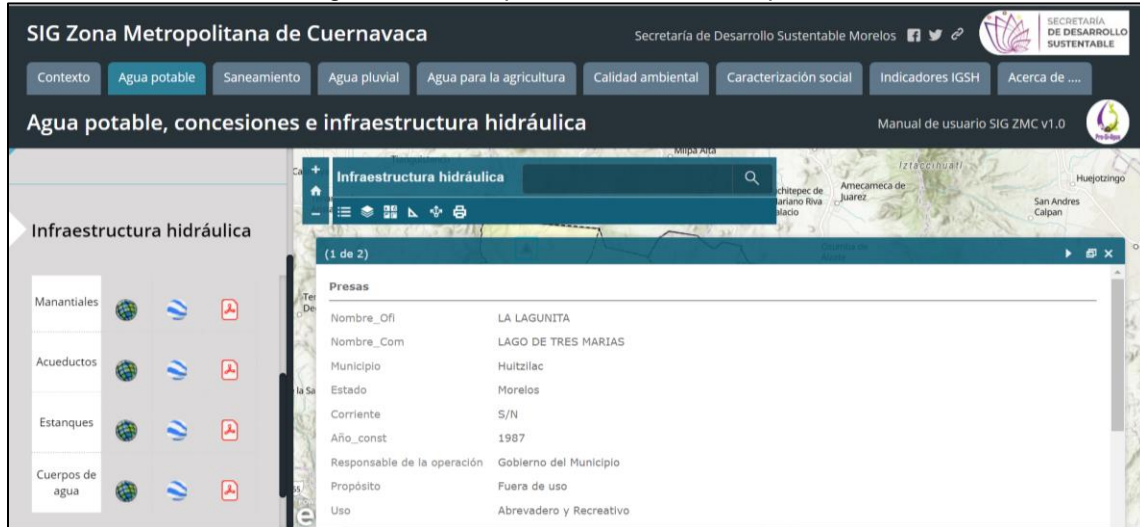 SIG Zona Metropolitana de Cuernavaca
Secretaría de Desarrollo Sustentable Morelos
SECRETARÍA
DE DESARROLLO
SUSTENTABLE
Contexto
Agua potable
Saneamiento
Agua pluvial
Agua para la agricultura
Calidad ambiental
Caracterización social
Indicadores IGSH
Acerca de ....
Agua potable, concesiones e infraestructura hidráulica
Manual de usuario SIG ZMC v1.0
Infraestructura hidráulica
Manantiales
Acueductos
Estanques
Cuerpos de
agua
Milpa Alta
Infraestructura hidráulica
Iztaccíhuatl
Huejotzingo
Amecameca de
Juárez
San Andres
Calpan
(1 de 2)
Presas
Nombre_Ofi LA LAGUNITA
Nombre_Com LAGO DE TRES MARIAS
Municipio Huitzilac
Estado Morelos
Corriente S/N
Año_const 1987
Responsable de la operación Gobierno del Municipio
Propósito Fuera de uso
Uso Abrevadero y Recreativo